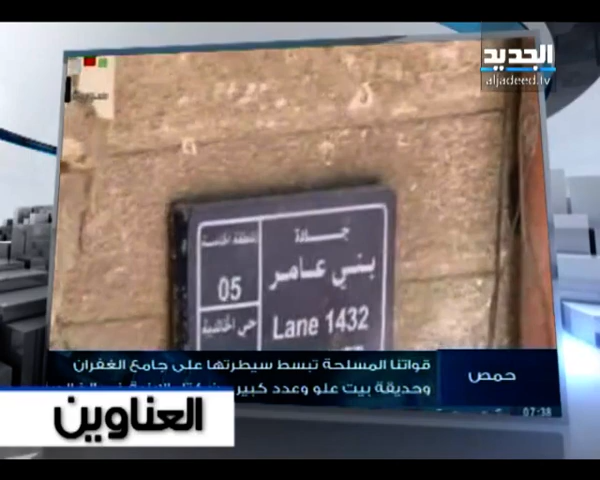 الجديد
aljadeed.tv
المنطقة الخامسة
05
حي الخالدية
جادة
بني عامر
Lane 1432
حمص
قواتنا المسلحة تبسط سيطرتها على جامع الغفران
وحديقة بيت علو وعدد كبير
07:38
العناوين